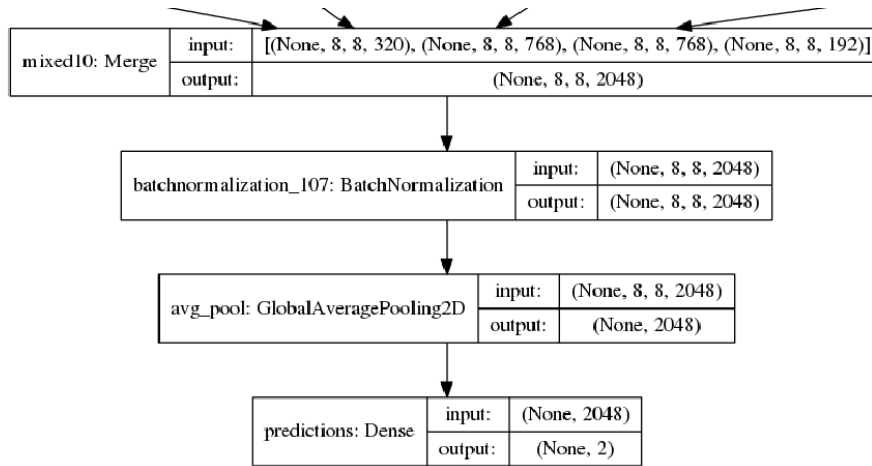 mixed10: Merge
input:
[(None, 8, 8, 320), (None, 8, 8, 768), (None, 8, 8, 768), (None, 8, 8, 192)]
output:
(None, 8, 8, 2048)
batchnormalization_107: BatchNormalization
input:
(None, 8, 8, 2048)
output:
(None, 8, 8, 2048)
avg_pool: GlobalAveragePooling2D
input:
(None, 8, 8, 2048)
output:
(None, 2048)
predictions: Dense
input:
(None, 2048)
output:
(None, 2)